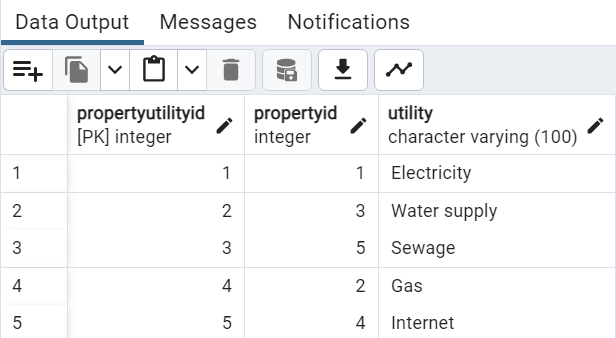 Data Output Messages Notifications
propertyutilityid propertyid utility
[PK] integer integer character varying (100)
1 1 1 Electricity
2 2 3 Water supply
3 3 5 Sewage
4 4 2 Gas
5 5 4 Internet